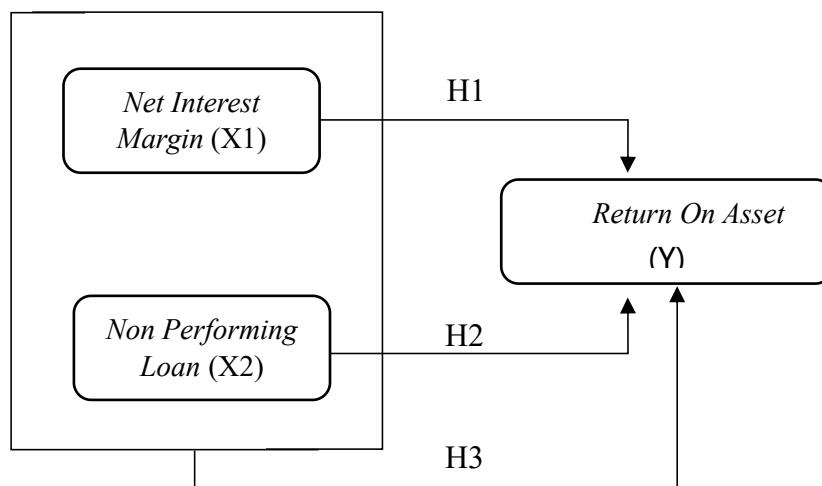 H1
Net Interest
Margin (X1)
Return On Asset
(Y)
Non Performing
Loan (X2)
H2
H3